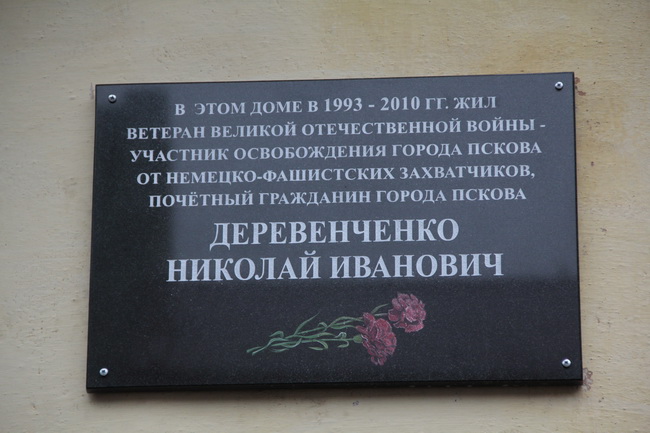 В ЭТОМ ДОМЕ В 1993 - 2010 ГГ. ЖИЛ
ВЕТЕРАН ВЕЛИКОЙ ОТЕЧЕСТВЕННОЙ ВОЙНЫ -
УЧАСТНИК ОСВОБОЖДЕНИЯ ГОРОДА ПСКОВА
ОТ НЕМЕЦКО-ФАШИСТСКИХ ЗАХВАТЧИКОВ,
ПОЧЁТНЫЙ ГРАЖДАНИН ГОРОДА ПСКОВА
ДЕРЕВЕНЧЕНКО
НИКОЛАЙ ИВАНОВИЧ